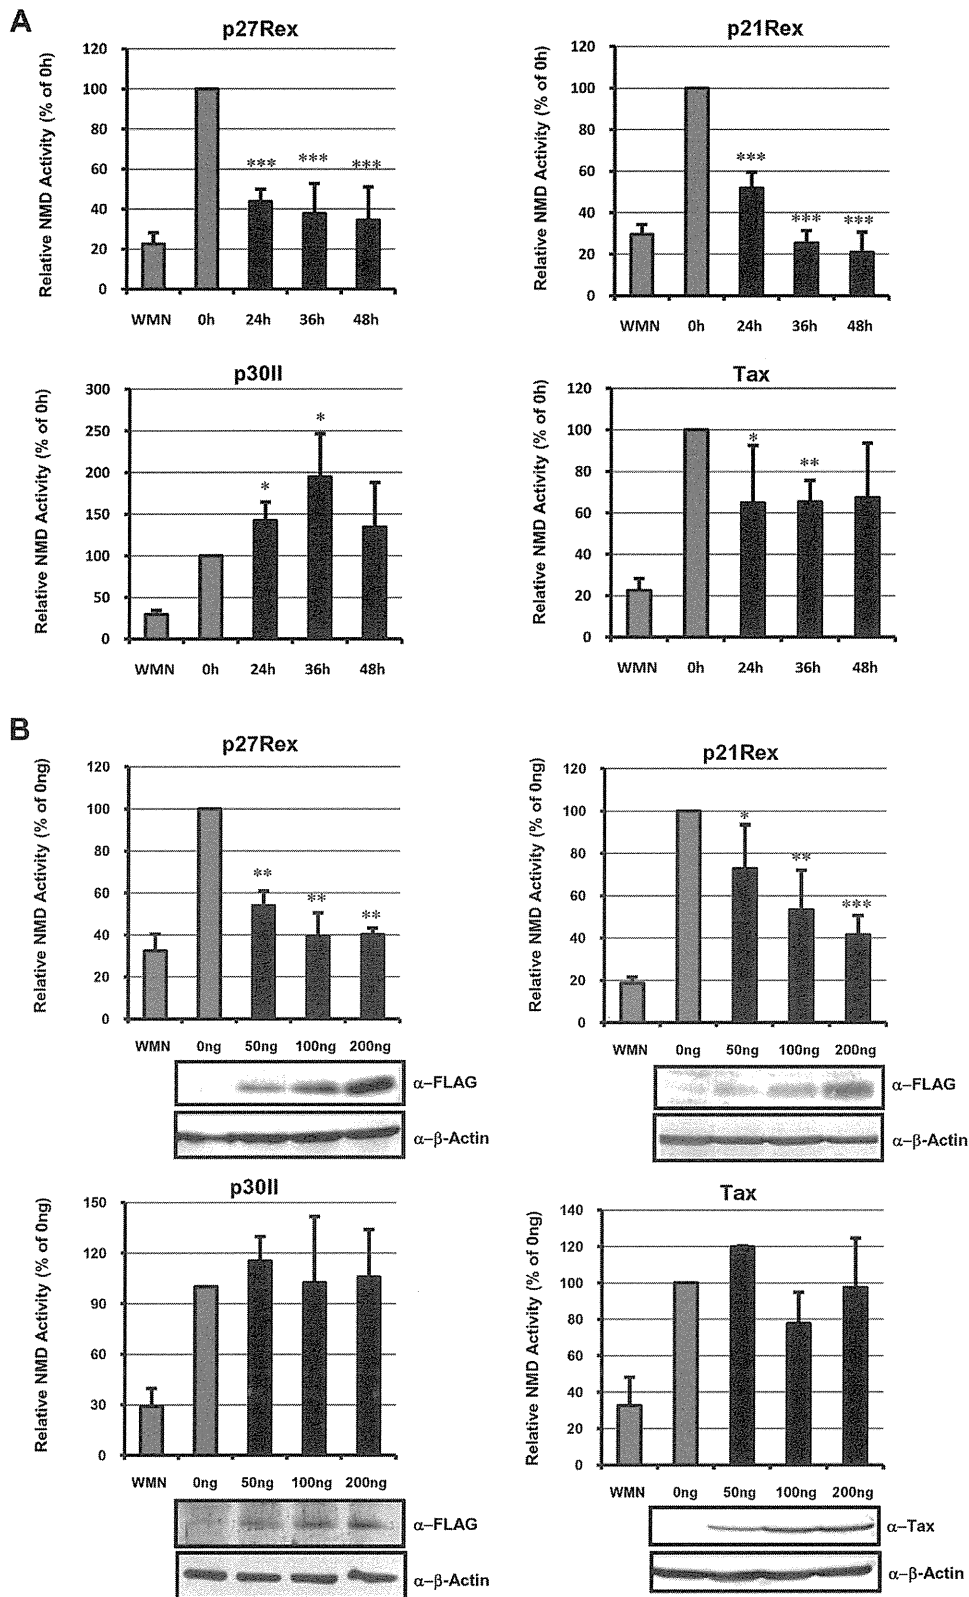 A
p27Rex
Relative NMD Activity (% of 0h)
120
100
80
60
40
20
0
*** *** ***
WMN 0h 24h 36h 48h
p21Rex
Relative NMD Activity (% of 0h)
120
100
80
60
40
20
0
*** *** ***
WMN 0h 24h 36h 48h
p30II
Relative NMD Activity (% of 0h)
300
250
200
150
100
50
0
* *
WMN 0h 24h 36h 48h
Tax
Relative NMD Activity (% of 0h)
120
100
80
60
40
20
0
* **
WMN 0h 24h 36h 48h
B
p27Rex
Relative NMD Activity (% of 0ng)
120
100
80
60
40
20
0
** ** **
WMN 0ng 50ng 100ng 200ng
α–FLAG
α–β-Actin
p21Rex
Relative NMD Activity (% of 0ng)
120
100
80
60
40
20
0
* ** ***
WMN 0ng 50ng 100ng 200ng
α–FLAG
α–β-Actin
p30II
Relative NMD Activity (% of 0ng)
150
120
90
60
30
0
WMN 0ng 50ng 100ng 200ng
α–FLAG
α–β-Actin
Tax
Relative NMD Activity (% of 0ng)
140
120
100
80
60
40
20
0
WMN 0ng 50ng 100ng 200ng
α–Tax
α–β-Actin